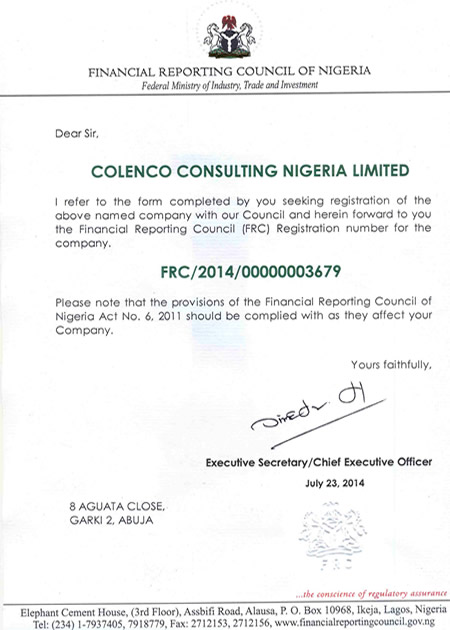 FINANCIAL REPORTING COUNCIL OF NIGERIA
Federal Ministry of Industry, Trade and Investment
Dear Sir,
COLENCO CONSULTING NIGERIA LIMITED
I refer to the form completed by you seeking registration of the
above named company with our Council and herein forward to you
the Financial Reporting Council (FRC) Registration number for the
company.
FRC/2014/00000003679
Please note that the provisions of the Financial Reporting Council of
Nigeria Act No. 6, 2011 should be complied with as they affect your
Company.
Yours faithfully,
Executive Secretary/Chief Executive Officer
July 23, 2014
8 AGUATA CLOSE,
GARKI 2, ABUJA
FRC
...the conscience of regulatory assurance
Elephant Cement House, (3rd Floor), Assbifi Road, Alausa, P. O. Box 10968, Ikeja, Lagos, Nigeria
Tel: (234) 1-7937405, 7918779, Fax: 2712153, 2712156, www.financialreportingcouncil.gov.ng